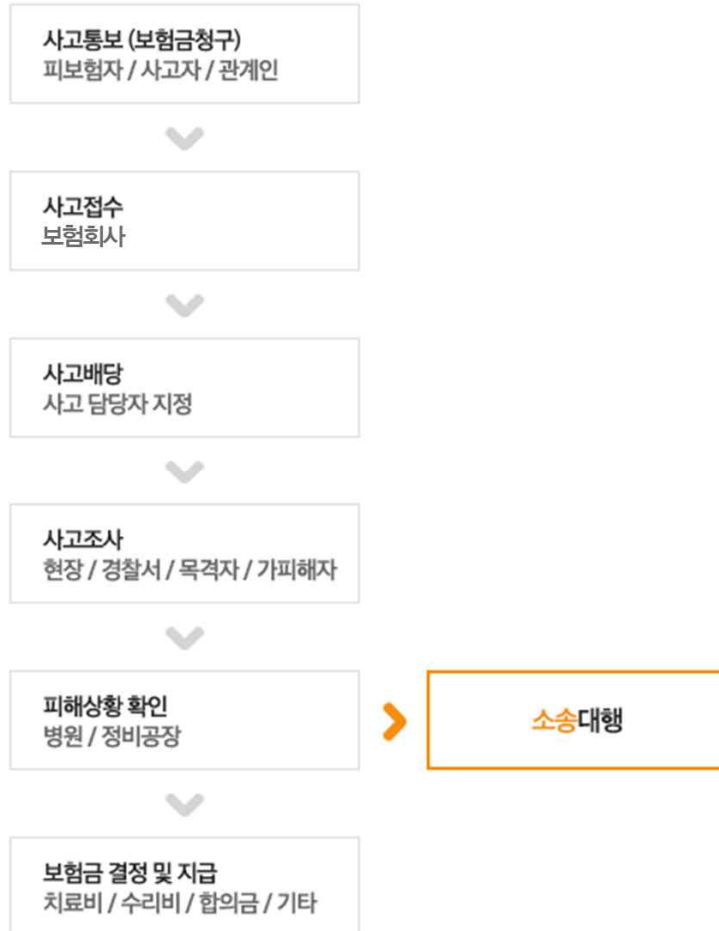 사고통보 (보험금청구)
피보험자 / 사고자 / 관계인
사고접수
보험회사
사고배당
사고 담당자 지정
사고조사
현장 / 경찰서 / 목격자 / 가피해자
피해상황 확인
병원 / 정비공장
소송대행
보험금 결정 및 지급
치료비 / 수리비 / 합의금 / 기타